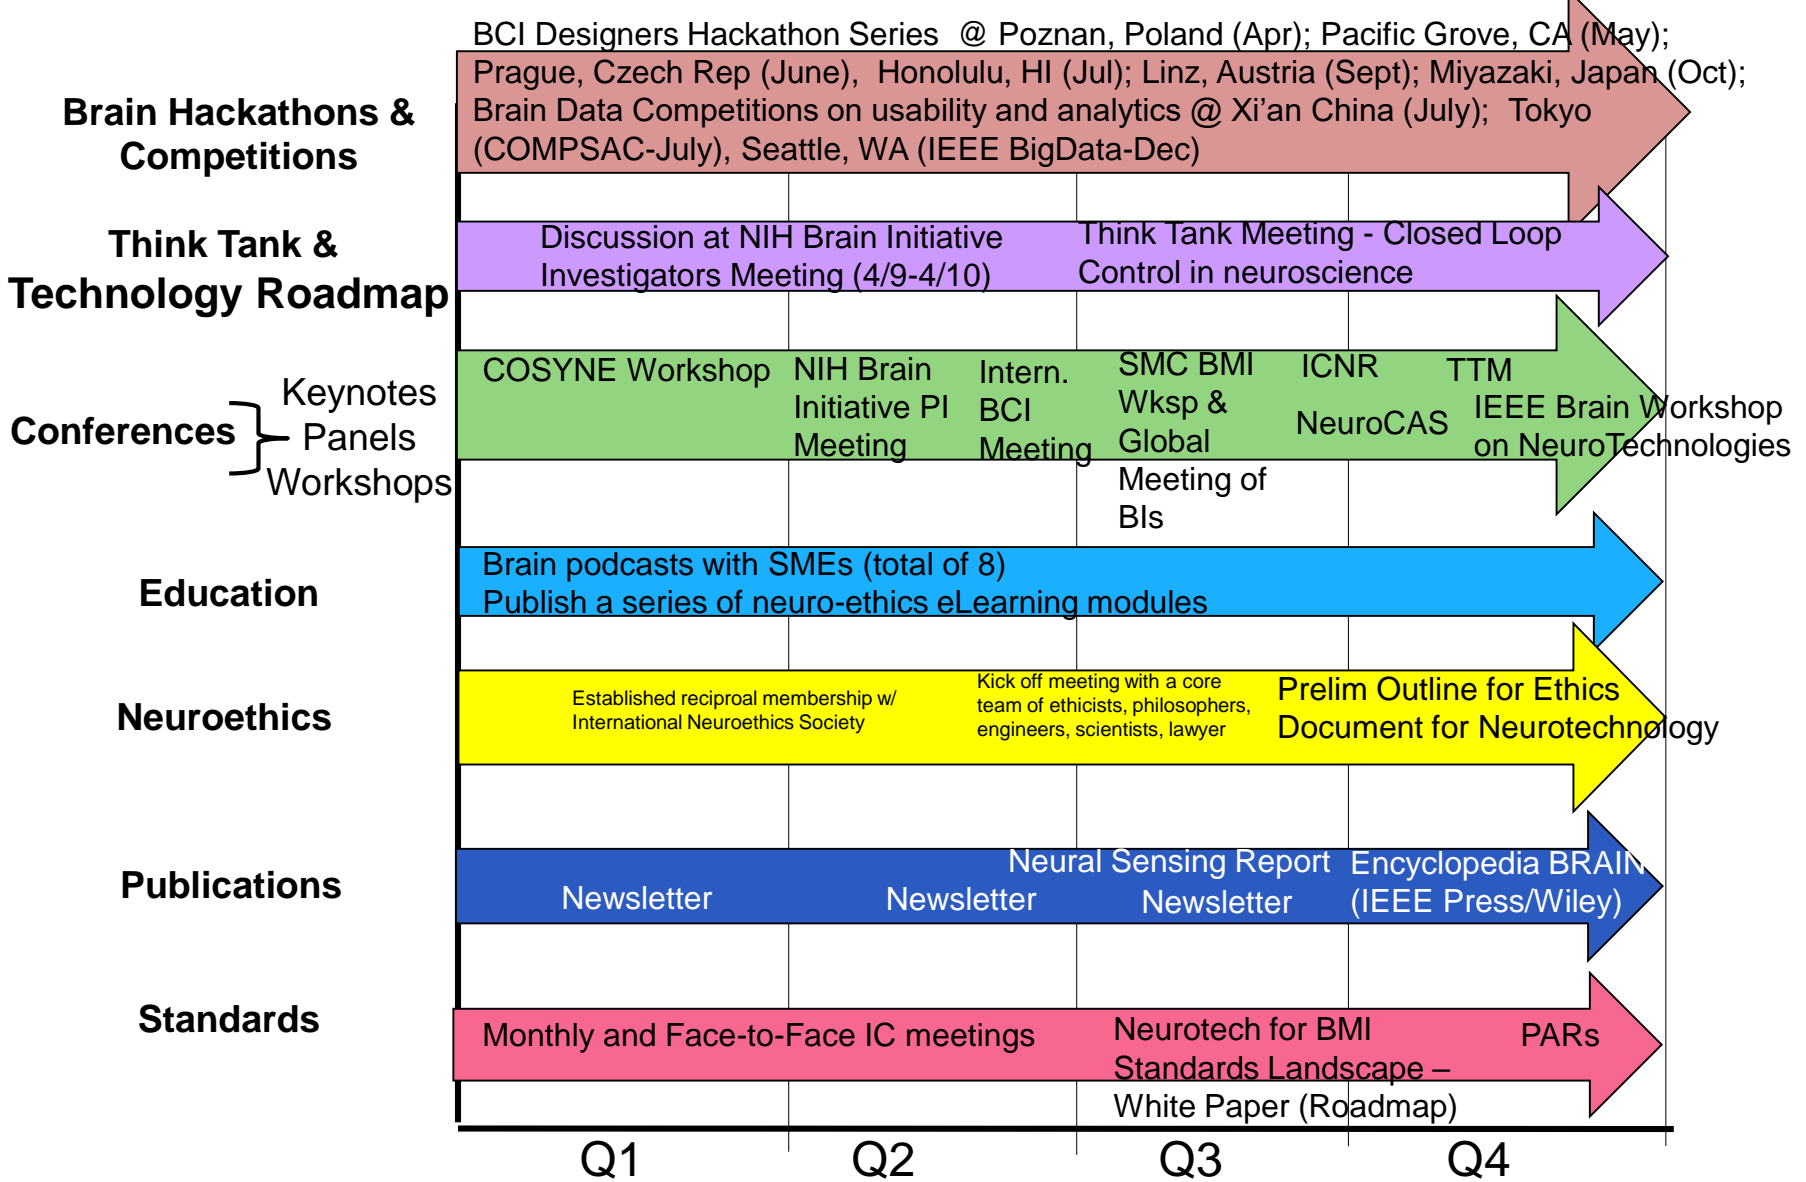 BCI Designers Hackathon Series @ Poznan, Poland (Apr); Pacific Grove, CA (May);
Prague, Czech Rep (June), Honolulu, HI (Jul); Linz, Austria (Sept); Miyazaki, Japan (Oct);
Brain Data Competitions on usability and analytics @ Xi'an China (July); Tokyo
(COMPSAC-July), Seattle, WA (IEEE BigData-Dec)
Brain Hackathons &
Competitions
Think Tank &
Technology Roadmap
Discussion at NIH Brain Initiative
Investigators Meeting (4/9-4/10)
Think Tank Meeting - Closed Loop
Control in neuroscience
Conferences
Keynotes
Panels
Workshops
COSYNE Workshop
NIH Brain
Initiative PI
Meeting
Intern.
BCI
Meeting
SMC BMI
Wksp &
Global
Meeting of
BIs
ICNR
NeuroCAS
TTM
IEEE Brain Workshop
on NeuroTechnologies
Education
Brain podcasts with SMEs (total of 8)
Publish a series of neuro-ethics eLearning modules
Neuroethics
Established reciproal membership w/
International Neuroethics Society
Kick off meeting with a core
team of ethicists, philosophers,
engineers, scientists, lawyer
Prelim Outline for Ethics
Document for Neurotechnology
Publications
Newsletter
Newsletter
Neural Sensing Report
Newsletter
Encyclopedia BRAIN
(IEEE Press/Wiley)
Standards
Monthly and Face-to-Face IC meetings
Neurotech for BMI
Standards Landscape –
White Paper (Roadmap)
PARs
Q1
Q2
Q3
Q4